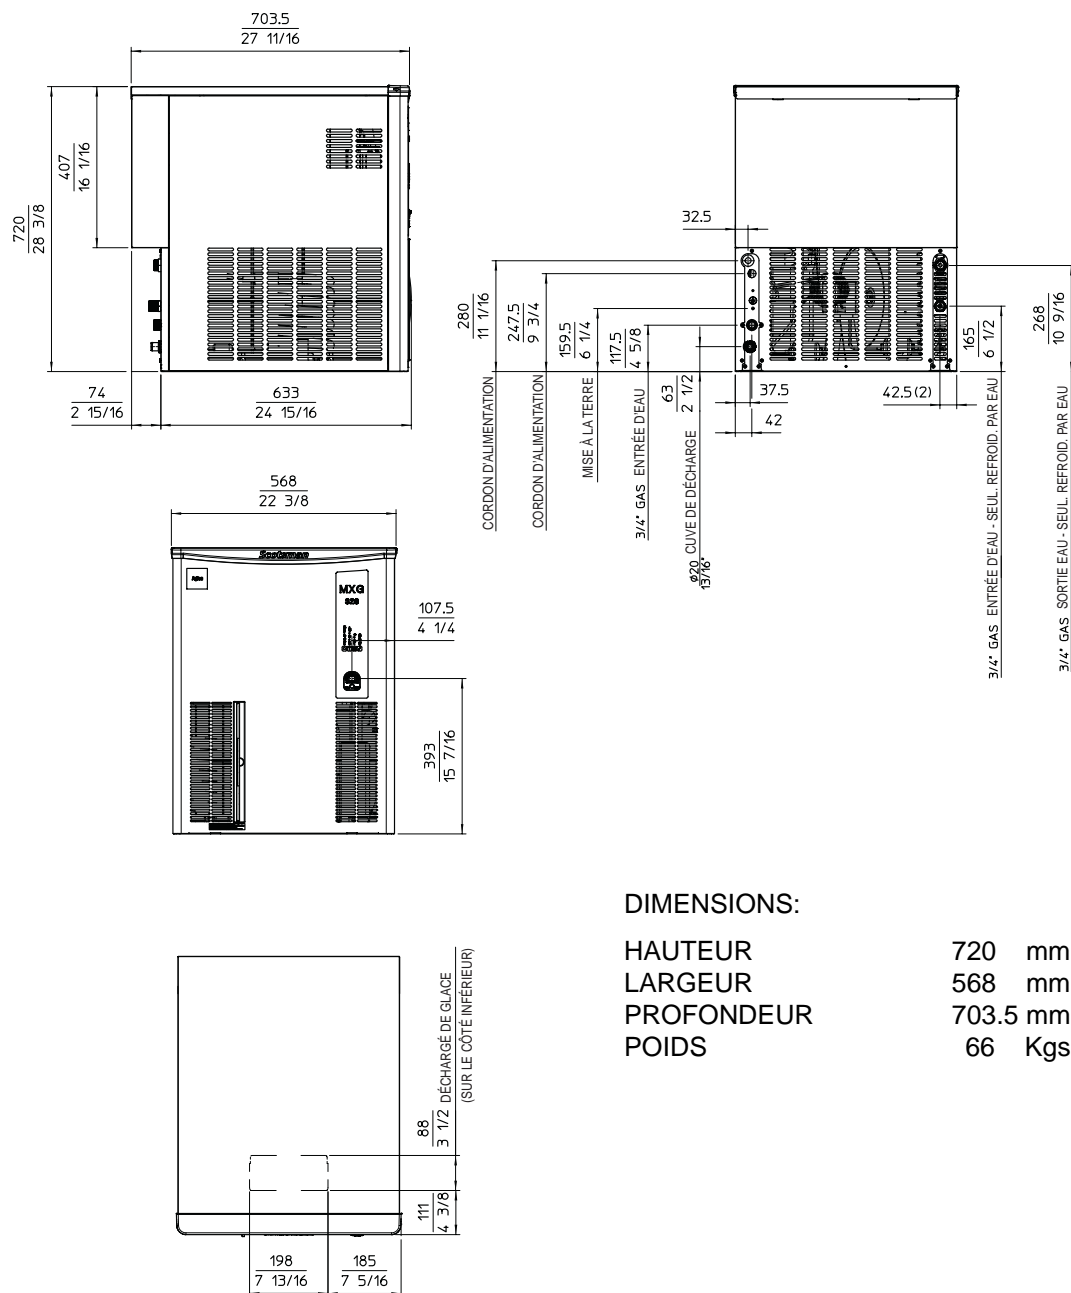 703.5
27 11/16
720
28 3/8
407
16 1/16
74
2 15/16
633
24 15/16
32.5
280
11 1/16
247.5
9 3/4
159.5
6 1/4
117.5
4 5/8
63
2 1/2
37.5
42
42.5(2)
165
6 1/2
268
10 9/16
CORDON D'ALIMENTATION
CORDON D'ALIMENTATION
MISE À LA TERRE
3/4" GAS ENTRÉE D'EAU
ø20 CUVE DE DÉCHARGE
13/16"
3/4" GAS ENTRÉE D'EAU - SEUL. REFROID. PAR EAU
3/4" GAS SORTIE EAU - SEUL. REFROID. PAR EAU
568
22 3/8
Scotsman
MXG
107.5
4 1/4
393
15 7/16
DIMENSIONS:
HAUTEUR 720 mm
LARGEUR 568 mm
PROFONDEUR 703.5 mm
POIDS 66 Kgs
88
3 1/2
DÉCHARGE DE GLACE
(SUR LE CÔTÉ INFÉRIEUR)
111
4 3/8
198
7 13/16
185
7 5/16